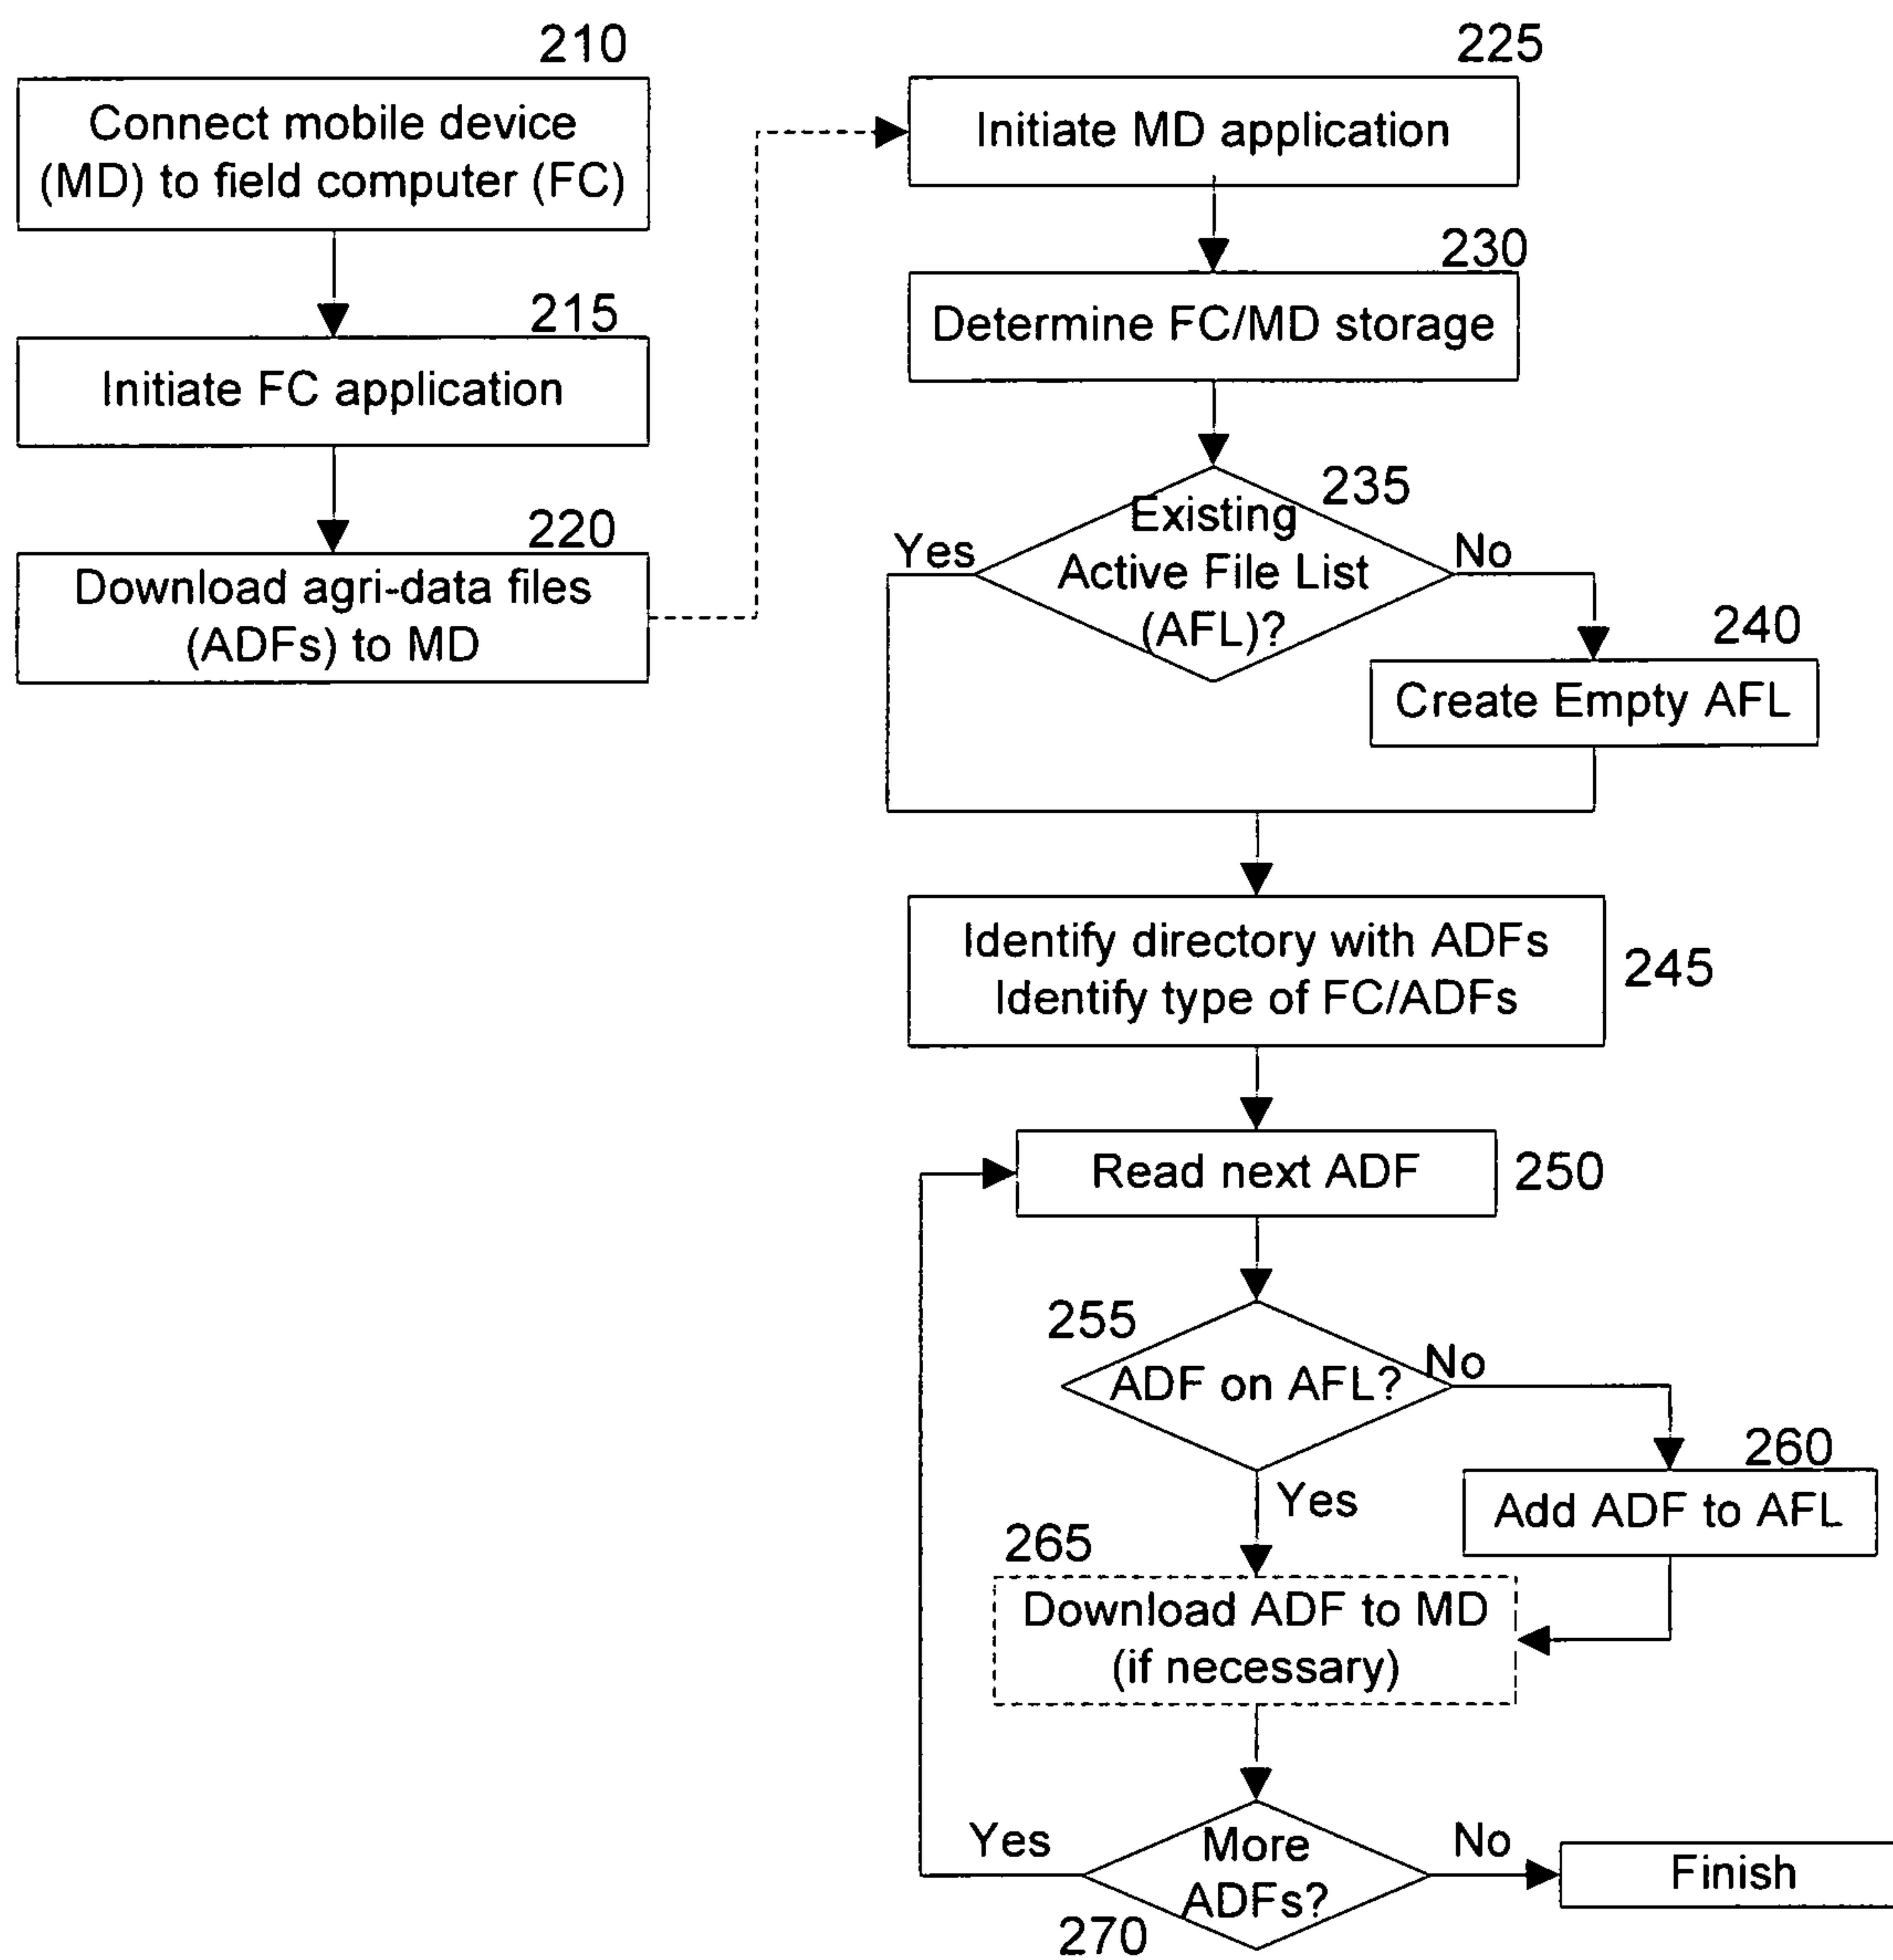 210
Connect mobile device
(MD) to field computer (FC)
215
Initiate FC application
220
Download agri-data files
(ADFs) to MD
225
Initiate MD application
230
Determine FC/MD storage
235
Existing
Active File List
(AFL)?
Yes
No
240
Create Empty AFL
Identify directory with ADFs
Identify type of FC/ADFs
245
Read next ADF
250
255
ADF on AFL?
No
Yes
260
Add ADF to AFL
265
Download ADF to MD
(if necessary)
More
ADFs?
Yes
No
270
Finish